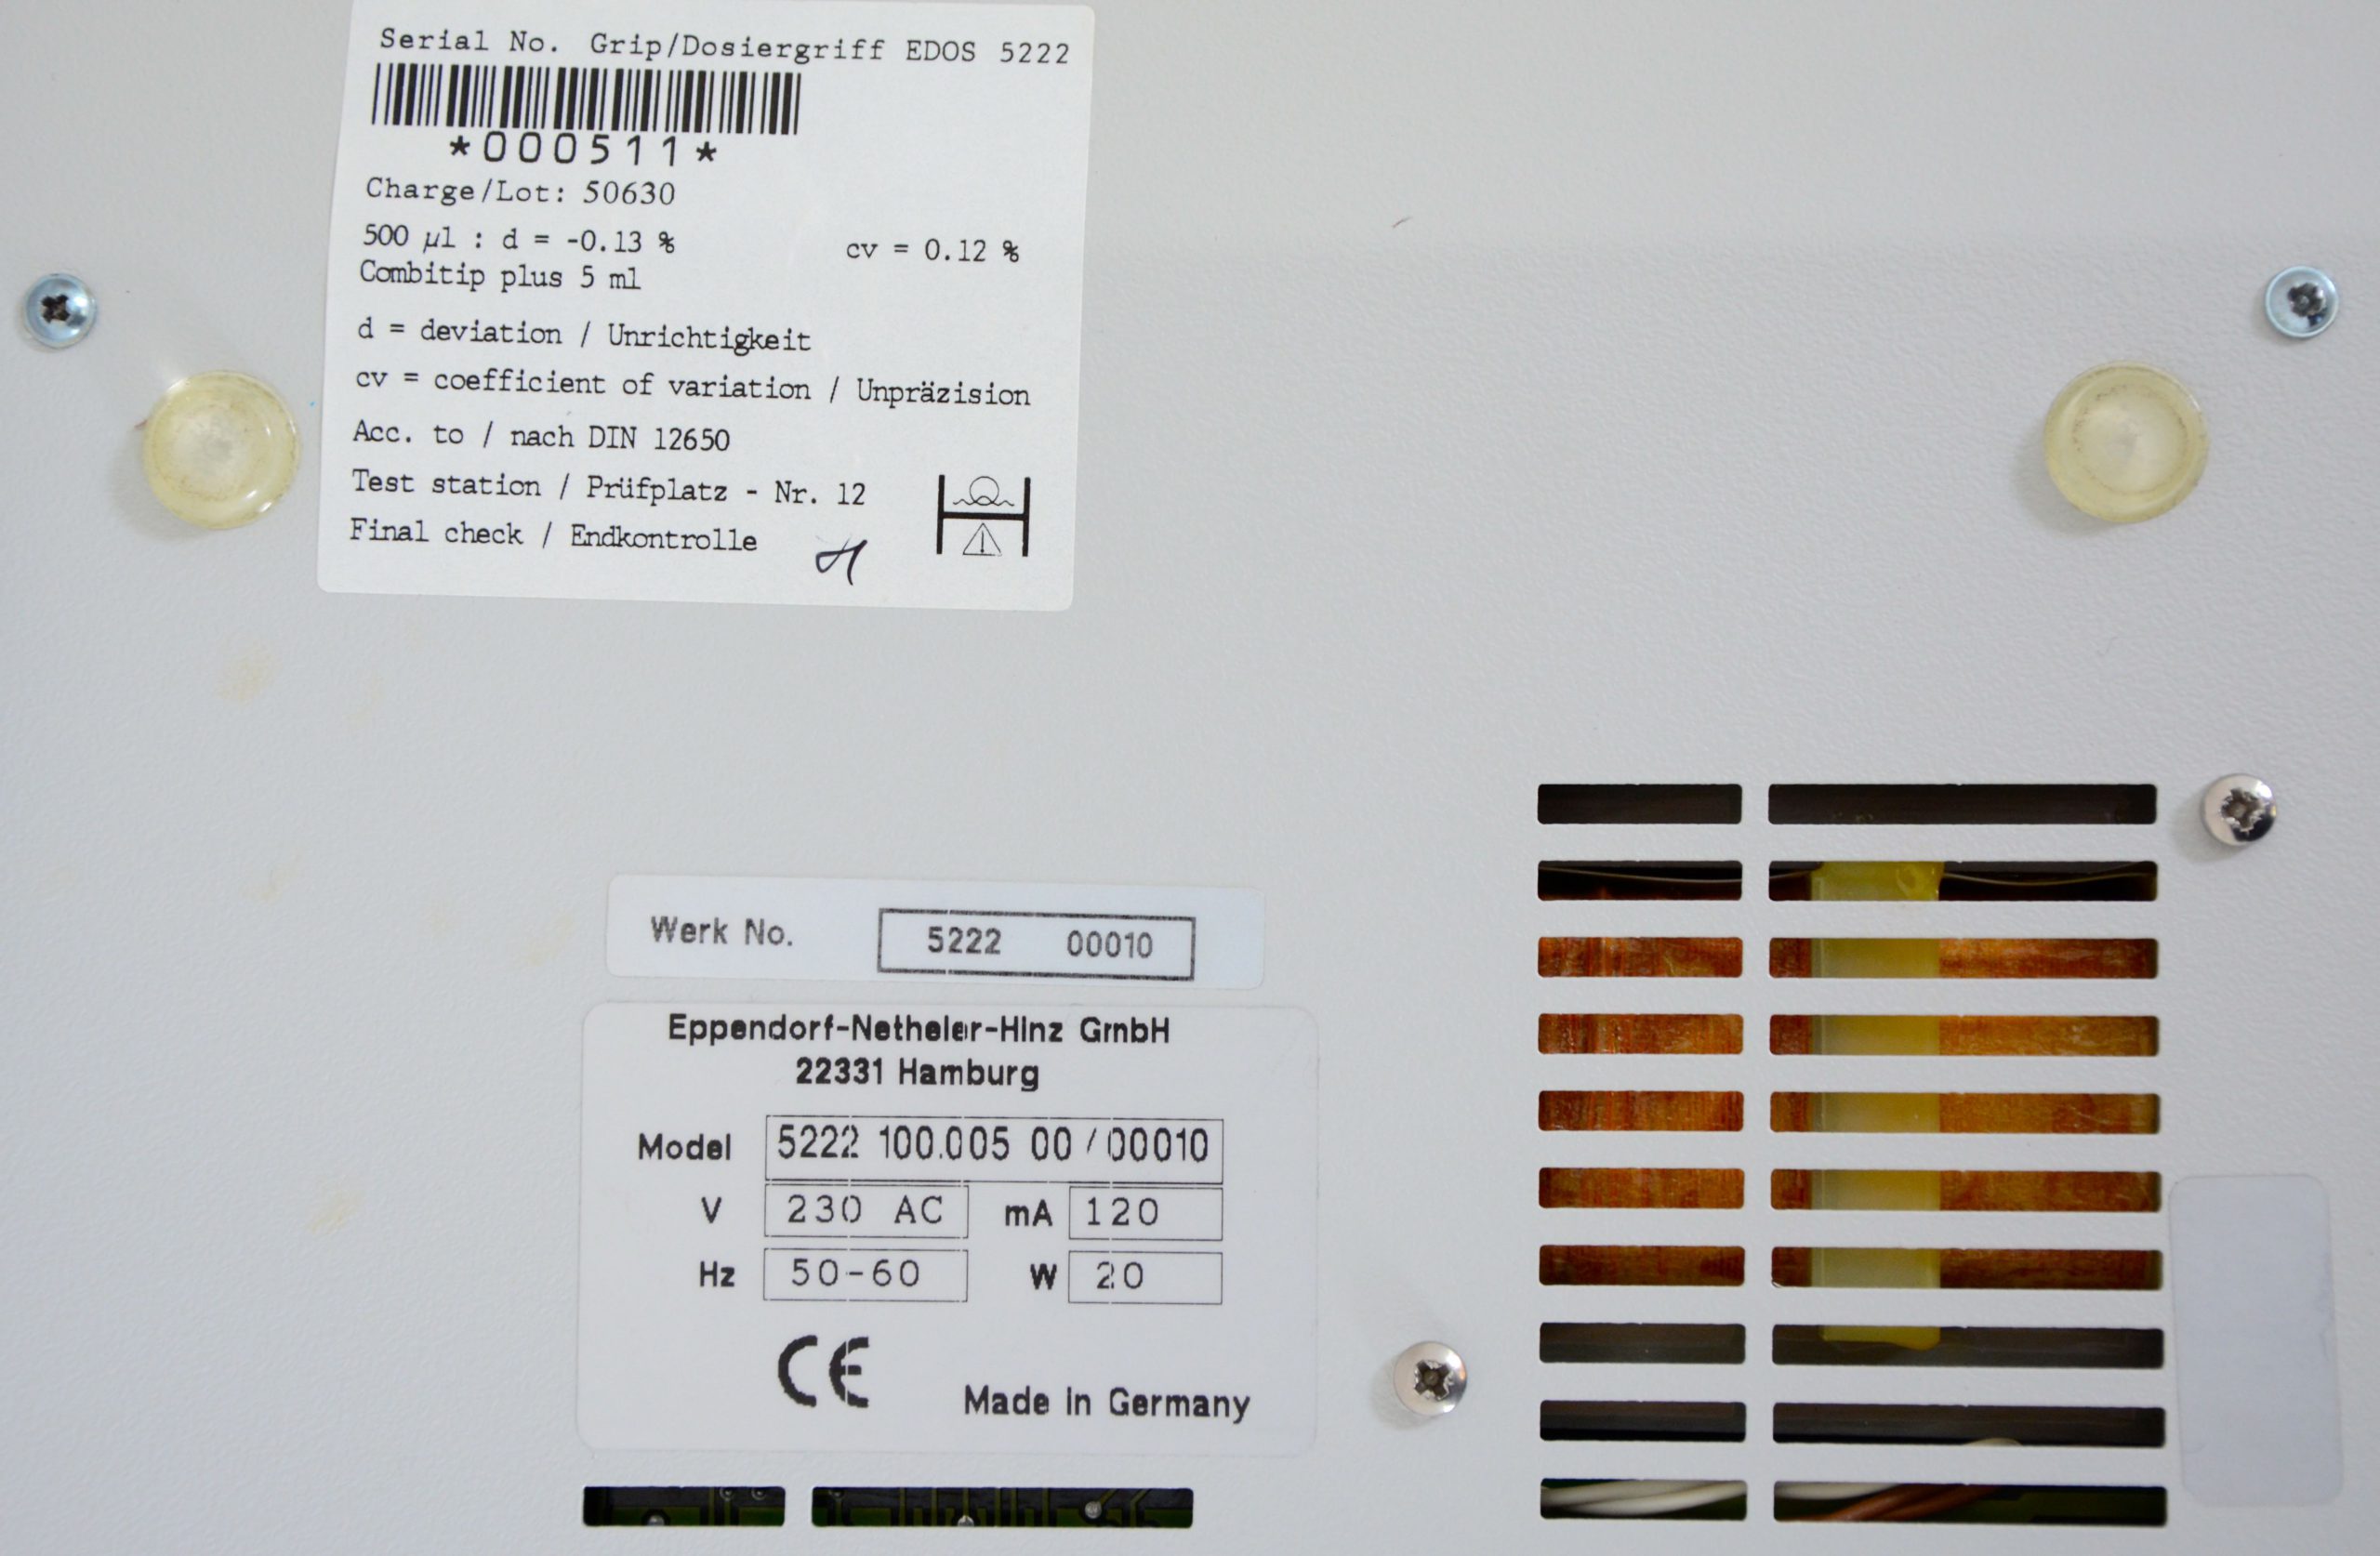 Serial No. Grip/Dosiergriff EDOS 5222
*000511*
Charge/Lot: 50630
500 µl : d = -0.13 % cv = 0.12 %
Combitip plus 5 ml
d = deviation / Unrichtigkeit
cv = coefficient of variation / Unpräzision
Acc. to / nach DIN 12650
Test station / Prüfplatz - Nr. 12
Final check / Endkontrolle
Werk No. 5222 00010
Eppendorf-Netheler-Hinz GmbH
22331 Hamburg
Model 5222 100.005 00 / 00010
V 230 AC mA 120
Hz 50-60 W 20
CE
Made in Germany